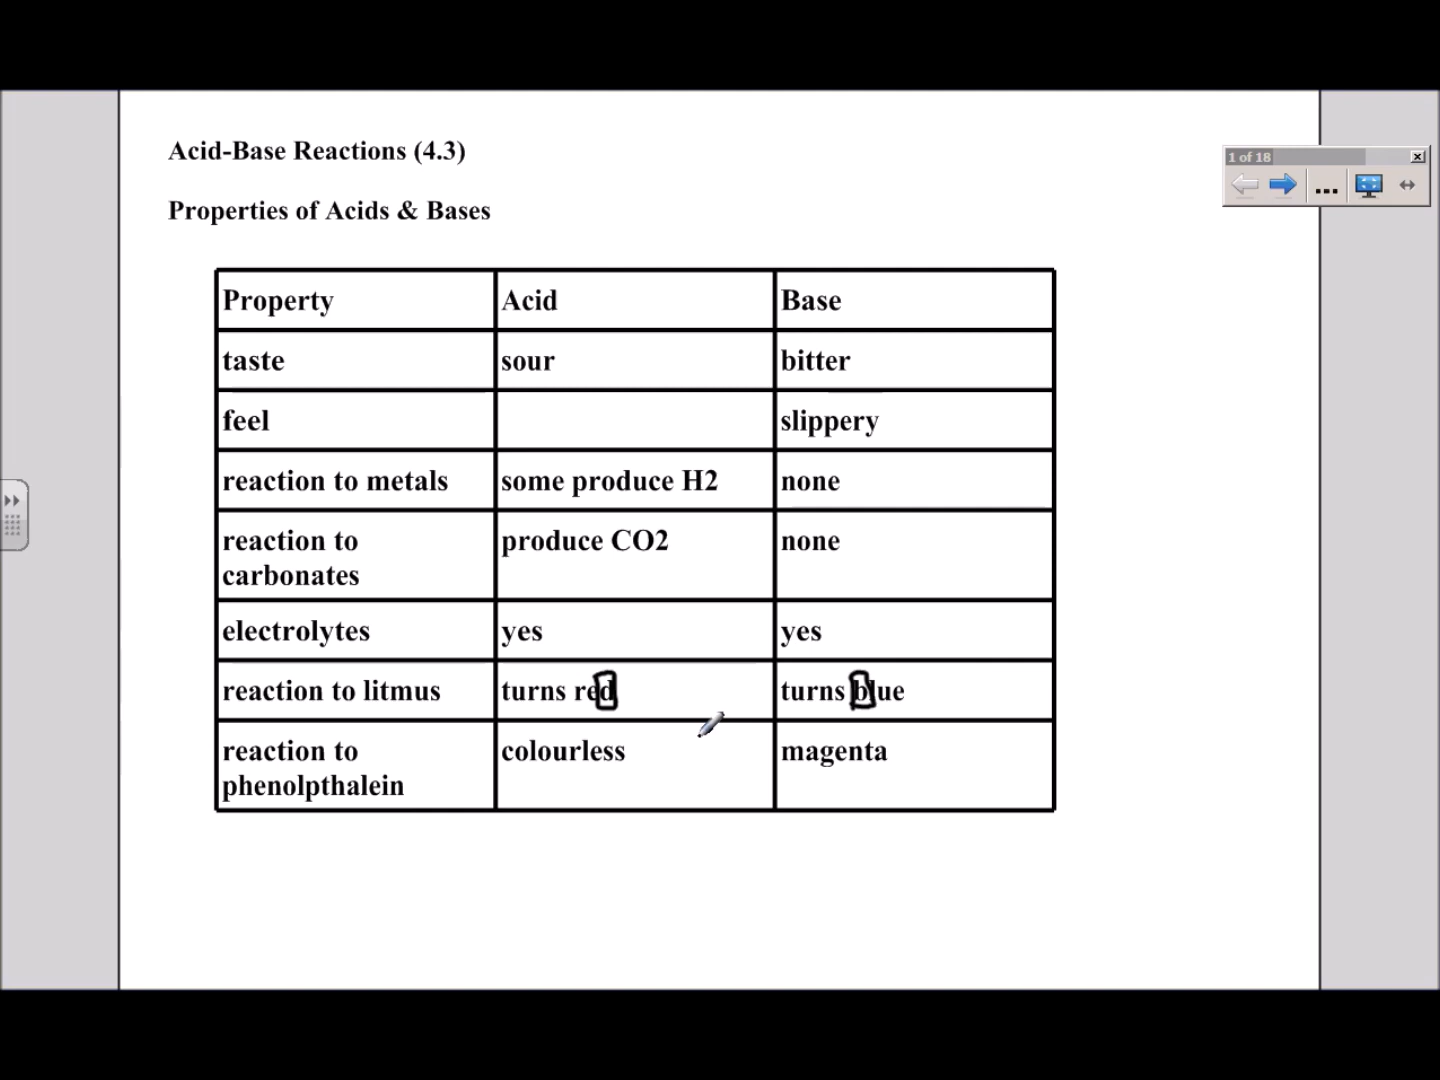 Acid-Base Reactions (4.3)
1 of 18
Properties of Acids & Bases
Property Acid Base
taste sour bitter
feel slippery
reaction to metals some produce H2 none
reaction to produce CO2 none
carbonates
electrolytes yes yes
reaction to litmus turns red turns blue
reaction to colourless magenta
phenolpthalein